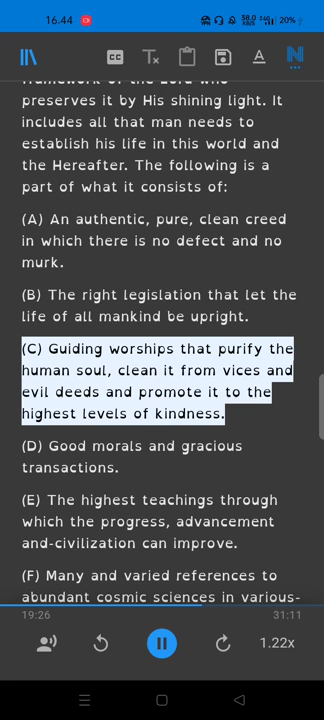 16.44
58.0 KB/s
20%
CC
preserves it by His shining light. It
includes all that man needs to
establish his life in this world and
the Hereafter. The following is a
part of what it consists of:
(A) An authentic, pure, clean creed
in which there is no defect and no
murk.
(B) The right legislation that let the
life of all mankind be upright.
(C) Guiding worships that purify the
human soul, clean it from vices and
evil deeds and promote it to the
highest levels of kindness.
(D) Good morals and gracious
transactions.
(E) The highest teachings through
which the progress, advancement
and-civilization can improve.
(F) Many and varied references to
abundant cosmic sciences in various-
19:26
31:11
1.22x